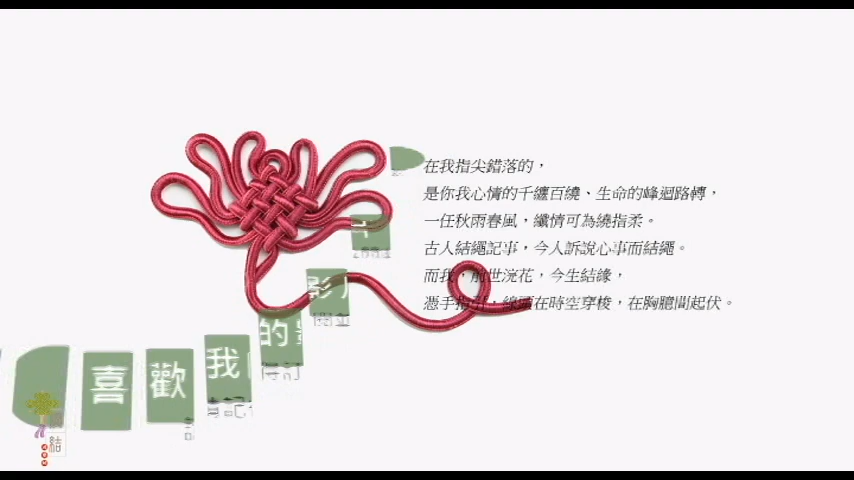 在我指尖錯落的，
是你我心情的千纏百繞、生命的峰迴路轉，
一任秋雨春風，纖情可為繞指柔。
古人結繩記事，今人訴說心事而結繩。
而我，前世浣花，今生結緣，
憑手指間，線頭在時空穿梭，在胸臆間起伏。
喜歡我的影片
結